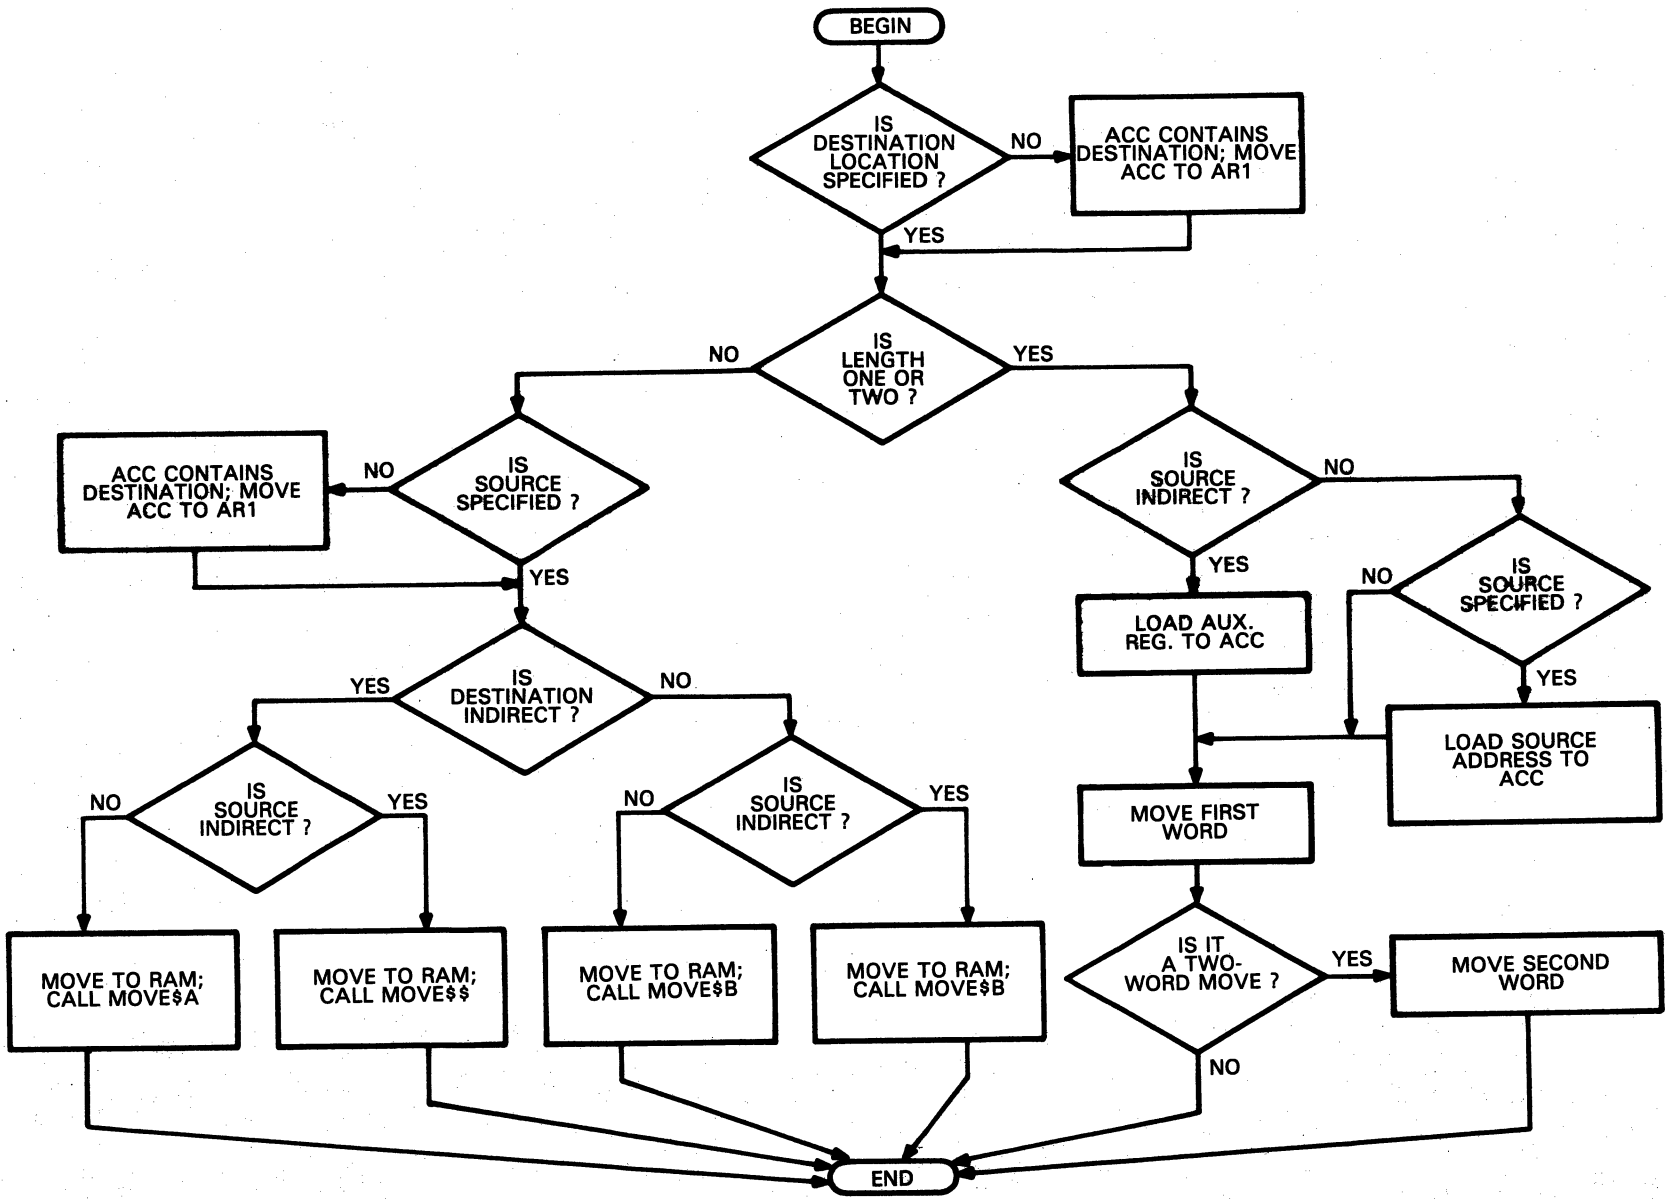 BEGIN
IS
DESTINATION
LOCATION
SPECIFIED ?
NO
ACC CONTAINS
DESTINATION; MOVE
ACC TO AR1
YES
IS
LENGTH
ONE OR
TWO ?
NO
YES
IS
SOURCE
SPECIFIED ?
NO
ACC CONTAINS
DESTINATION; MOVE
ACC TO AR1
YES
IS
DESTINATION
INDIRECT ?
YES
NO
IS
SOURCE
INDIRECT ?
NO
YES
IS
SOURCE
INDIRECT ?
NO
YES
MOVE TO RAM;
CALL MOVE$A
MOVE TO RAM;
CALL MOVE$$
MOVE TO RAM;
CALL MOVE$B
MOVE TO RAM;
CALL MOVE$B
IS
SOURCE
INDIRECT ?
NO
YES
LOAD AUX.
REG. TO ACC
IS
SOURCE
SPECIFIED ?
NO
YES
LOAD SOURCE
ADDRESS TO
ACC
MOVE FIRST
WORD
IS IT
A TWO-
WORD MOVE ?
YES
MOVE SECOND
WORD
NO
END